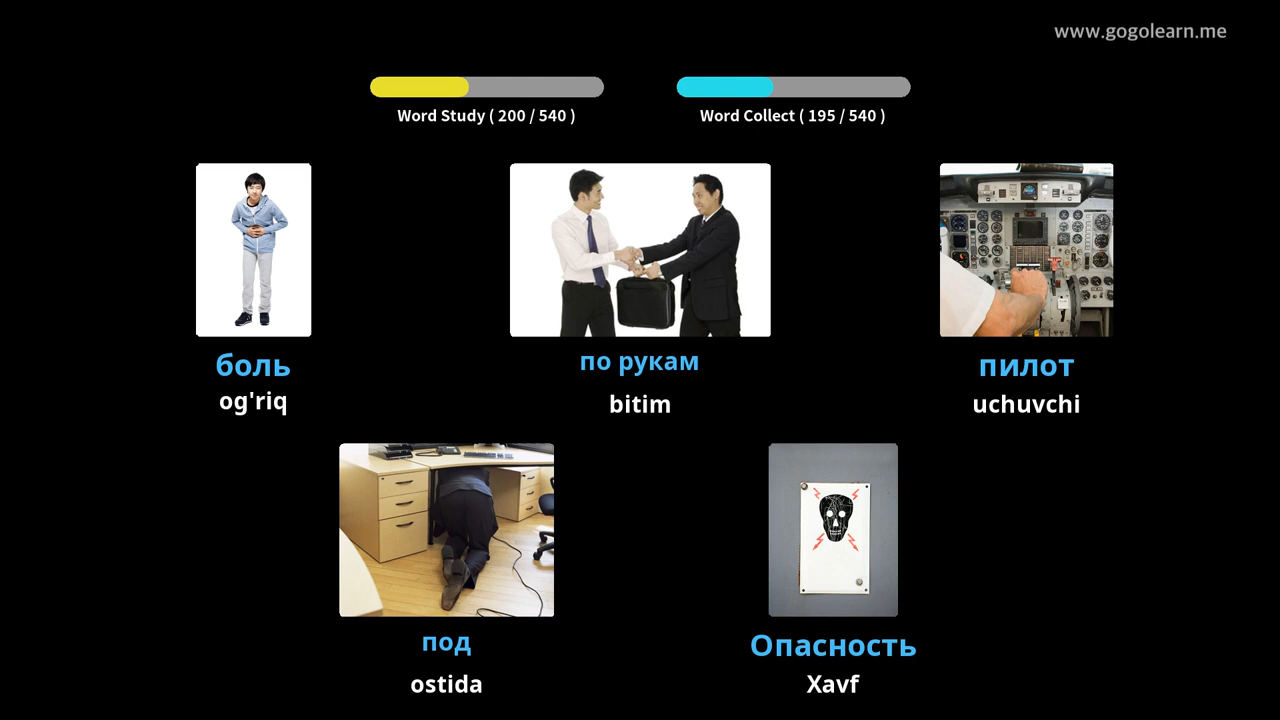 www.gogolearn.me
Word Study ( 200 / 540 )
Word Collect ( 195 / 540 )
боль
og'riq
по рукам
bitim
пилот
uchuvchi
под
ostida
Опасность
Xavf